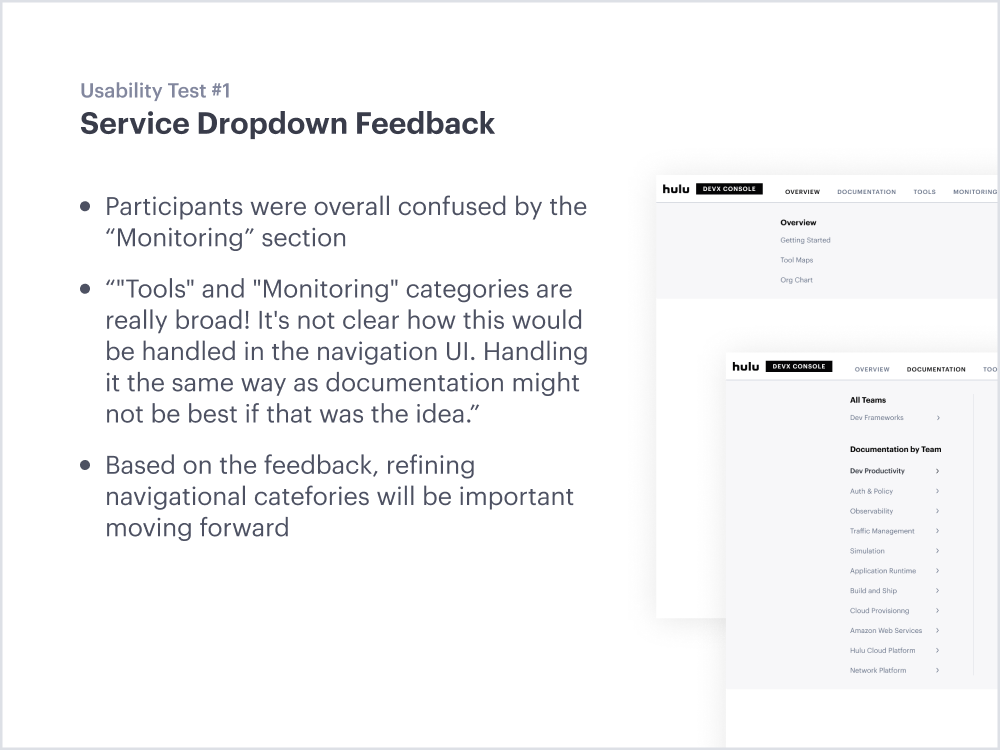 Usability Test #1
Service Dropdown Feedback
• Participants were overall confused by the
“Monitoring” section
• “"Tools" and "Monitoring" categories are
really broad! It's not clear how this would
be handled in the navigation UI. Handling
it the same way as documentation might
not be best if that was the idea.”
• Based on the feedback, refining
navigational catefories will be important
moving forward
hulu DEVX CONSOLE OVERVIEW DOCUMENTATION TOOLS MONITORING
Overview
Getting Started
Tool Maps
Org Chart
hulu DEVX CONSOLE OVERVIEW DOCUMENTATION TOO
All Teams
Dev Frameworks ›
Documentation by Team
Dev Productivity ›
Auth & Policy ›
Observability ›
Traffic Management ›
Simulation ›
Application Runtime ›
Build and Ship ›
Cloud Provisionng ›
Amazon Web Services ›
Hulu Cloud Platform ›
Network Platform ›